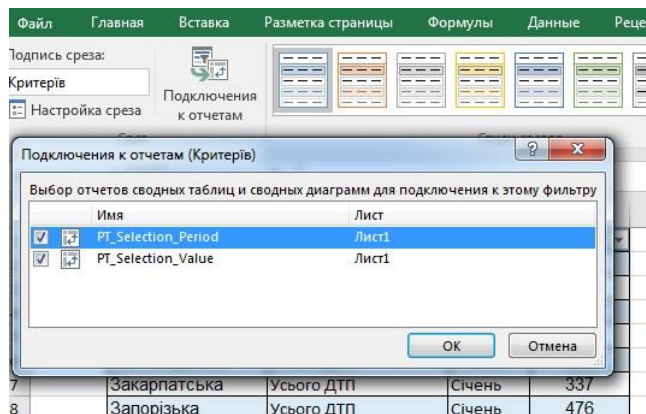 Файл Главная Вставка Разметка страницы Формулы Данные
Подпись среза:
Критерїв
Настройка среза
Подключения
к отчетам
Подключения к отчетам (Критерїв)
Выбор отчетов сводных таблиц и сводных диаграмм для подключения к этому фильтру
Имя Лист
PT_Selection_Period Лист1
PT_Selection_Value Лист1
OK Отмена
7 Закарпатська Усього ДТП Січень 337
8 Запорізька Усього ДТП Січень 476